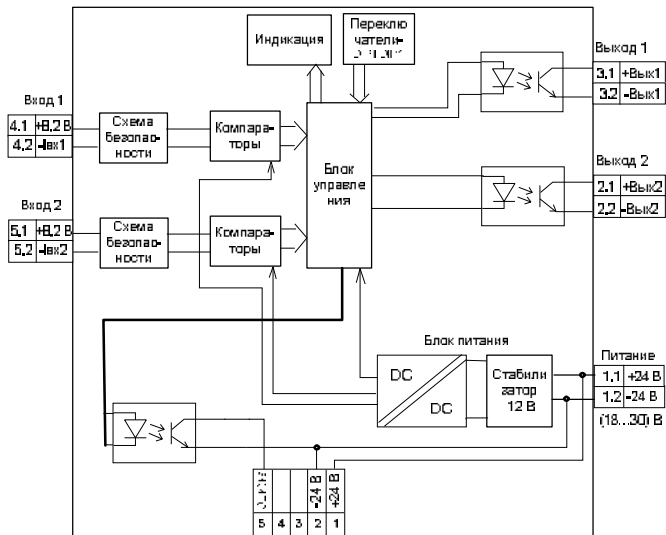 Индикация
Переклю
чатели-
Выход 1
3.1 +Вых1
3.2 -Вых1
Вход 1
4.1 +8,2 В
4.2 -Iвх1
Схема
безопас-
ности
Компара-
торы
Блок
управле
ния
Выход 2
2.1 +Вых2
2.2 -Вых2
Вход 2
5.1 +8,2 В
5.2 -Iвх2
Схема
безопас-
ности
Компара-
торы
Блок питания
DC
DC
Стабили
затор
12 В
Питание
1.1 +24 В
1.2 -24 В
(18...30) В
-24 В
+24 В
5 4 3 2 1